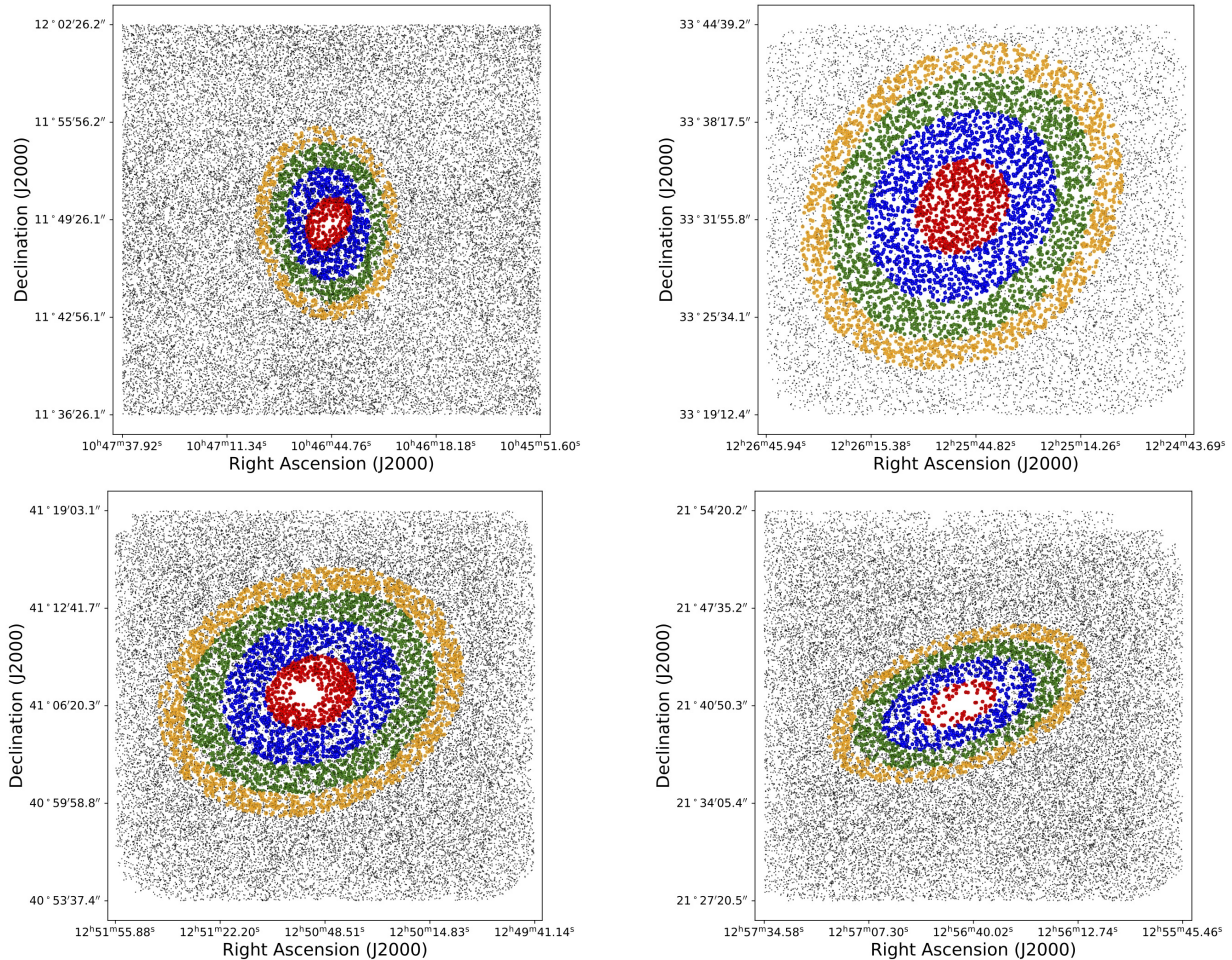 12°02′26.2″
11°55′56.2″
11°49′26.1″
11°42′56.1″
11°36′26.1″
Declination (J2000)
10ʰ47ᵐ37.92ˢ 10ʰ47ᵐ11.34ˢ 10ʰ46ᵐ44.76ˢ 10ʰ46ᵐ18.18ˢ 10ʰ45ᵐ51.60ˢ
Right Ascension (J2000)
33°44′39.2″
33°38′17.5″
33°31′55.8″
33°25′34.1″
33°19′12.4″
Declination (J2000)
12ʰ26ᵐ45.94ˢ 12ʰ26ᵐ15.38ˢ 12ʰ25ᵐ44.82ˢ 12ʰ25ᵐ14.26ˢ 12ʰ24ᵐ43.69ˢ
Right Ascension (J2000)
41°19′03.1″
41°12′41.7″
41°06′20.3″
40°59′58.8″
40°53′37.4″
Declination (J2000)
12ʰ51ᵐ55.88ˢ 12ʰ51ᵐ22.20ˢ 12ʰ50ᵐ48.51ˢ 12ʰ50ᵐ14.83ˢ 12ʰ49ᵐ41.14ˢ
Right Ascension (J2000)
21°54′20.2″
21°47′35.2″
21°40′50.3″
21°34′05.4″
21°27′20.5″
Declination (J2000)
12ʰ57ᵐ34.58ˢ 12ʰ57ᵐ07.30ˢ 12ʰ56ᵐ40.02ˢ 12ʰ56ᵐ12.74ˢ 12ʰ55ᵐ45.46ˢ
Right Ascension (J2000)